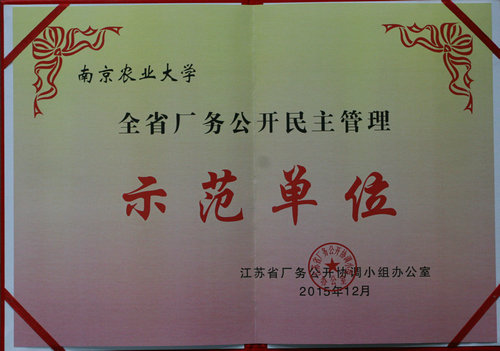 南京农业大学
全省厂务公开民主管理
示范单位
江苏省厂务公开协调小组办公室
2015年12月